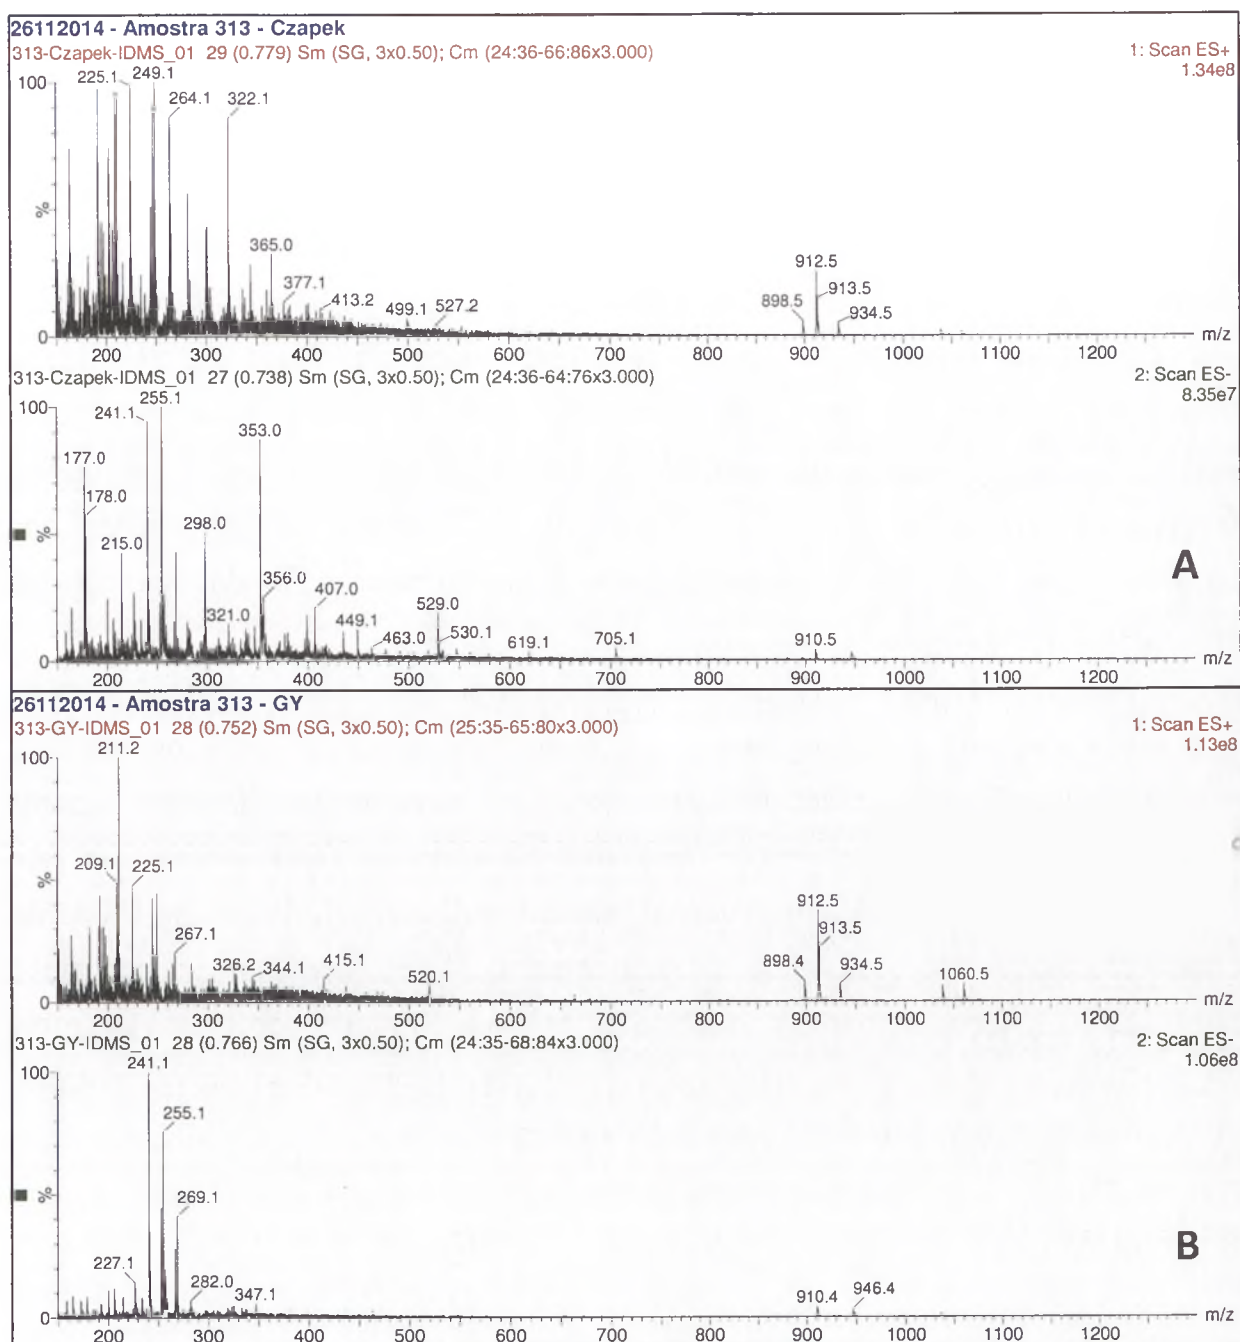 26112014 - Amostra 313 - Czapek
313-Czapek-IDMS_01 29 (0.779) Sm (SG, 3x0.50); Cm (24:36-66:86x3.000)
1: Scan ES+
1.34e8
100
225.1
249.1
264.1
322.1
%
365.0
377.1
413.2
499.1
527.2
912.5
913.5
898.5
934.5
0
m/z
200 300 400 500 600 700 800 900 1000 1100 1200
313-Czapek-IDMS_01 27 (0.738) Sm (SG, 3x0.50); Cm (24:36-64:76x3.000)
2: Scan ES-
8.35e7
100
255.1
241.1
353.0
177.0
178.0
%
215.0
298.0
356.0
321.0
407.0
449.1
463.0
529.0
530.1
619.1
705.1
910.5
A
0
m/z
200 300 400 500 600 700 800 900 1000 1100 1200
26112014 - Amostra 313 - GY
313-GY-IDMS_01 28 (0.752) Sm (SG, 3x0.50); Cm (25:35-65:80x3.000)
1: Scan ES+
1.13e8
100
211.2
209.1
225.1
%
267.1
326.2
344.1
415.1
520.1
912.5
913.5
898.4
934.5
1060.5
0
m/z
200 300 400 500 600 700 800 900 1000 1100 1200
313-GY-IDMS_01 28 (0.766) Sm (SG, 3x0.50); Cm (24:35-68:84x3.000)
2: Scan ES-
1.06e8
100
241.1
255.1
%
269.1
227.1
282.0
347.1
910.4
946.4
B
0
m/z
200 300 400 500 600 700 800 900 1000 1100 1200